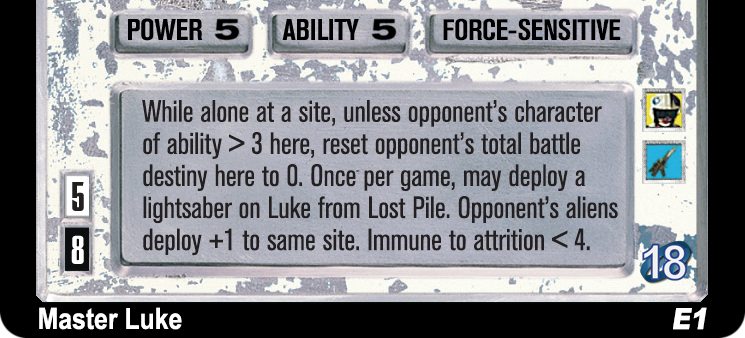 POWER 5 ABILITY 5 FORCE-SENSITIVE
While alone at a site, unless opponent's character
of ability > 3 here, reset opponent's total battle
destiny here to 0. Once per game, may deploy a
lightsaber on Luke from Lost Pile. Opponent's aliens
deploy +1 to same site. Immune to attrition < 4.
5
8
18
Master Luke E1